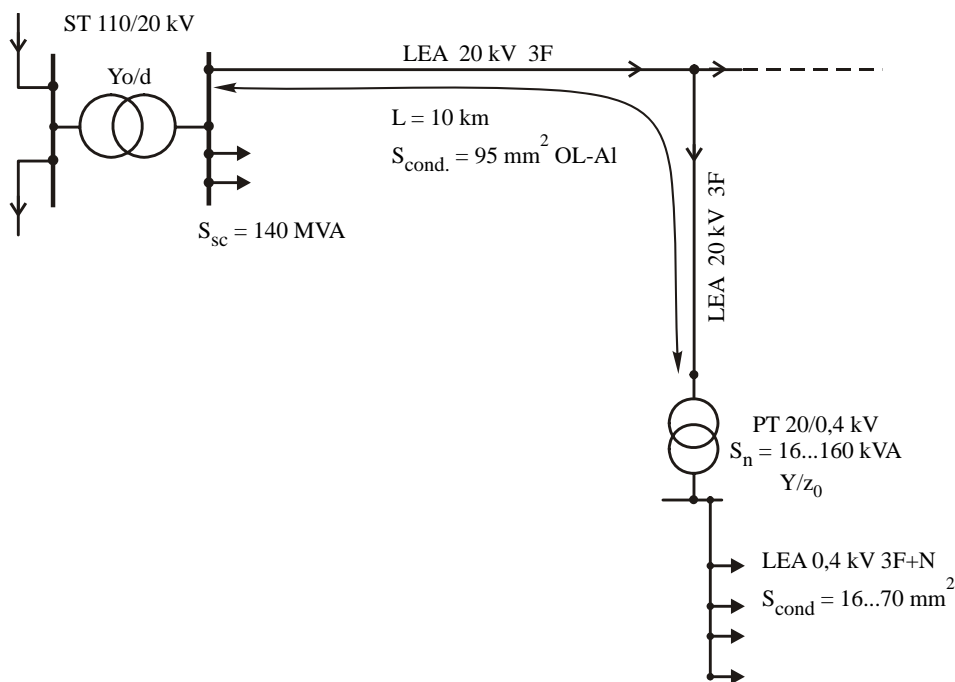 ST 110/20 kV
Yo/d
LEA 20 kV 3F
L = 10 km
S_cond. = 95 mm² OL-Al
S_sc = 140 MVA
LEA 20 kV 3F
PT 20/0,4 kV
S_n = 16...160 kVA
Y/z₀
LEA 0,4 kV 3F+N
S_cond = 16...70 mm²